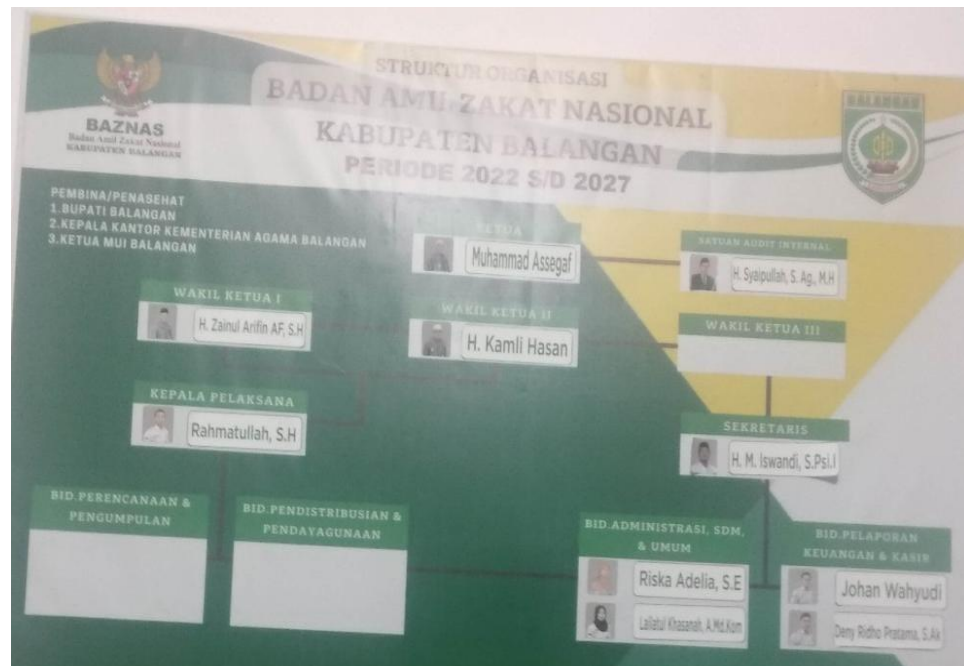 STRUKTUR ORGANISASI
BADAN AMIL ZAKAT NASIONAL
KABUPATEN BALANGAN
PERIODE 2022 S/D 2027
BAZNAS
Badan Amil Zakat Nasional
KABUPATEN BALANGAN
BALANGAN
PEMBINA/PENASEHAT
1.BUPATI BALANGAN
2.KEPALA KANTOR KEMENTERIAN AGAMA BALANGAN
3.KETUA MUI BALANGAN
KETUA
Muhammad Assegaf
SATUAN AUDIT INTERNAL
H. Syaipullah, S. Ag., M.H
WAKIL KETUA I
H. Zainul Arifin AF, S.H
WAKIL KETUA II
H. Kamli Hasan
WAKIL KETUA III
KEPALA PELAKSANA
Rahmatullah, S.H
SEKRETARIS
H. M. Iswandi, S.Psi.I
BID.PERENCANAAN &
PENGUMPULAN
BID.PENDISTRIBUSIAN &
PENDAYAGUNAAN
BID.ADMINISTRASI, SDM,
& UMUM
Riska Adelia, S.E
Lailatul Khasanah, A.Md.Kom
BID.PELAPORAN
KEUANGAN & KASIR
Johan Wahyudi
Deny Ridho Pratama, S.Ak